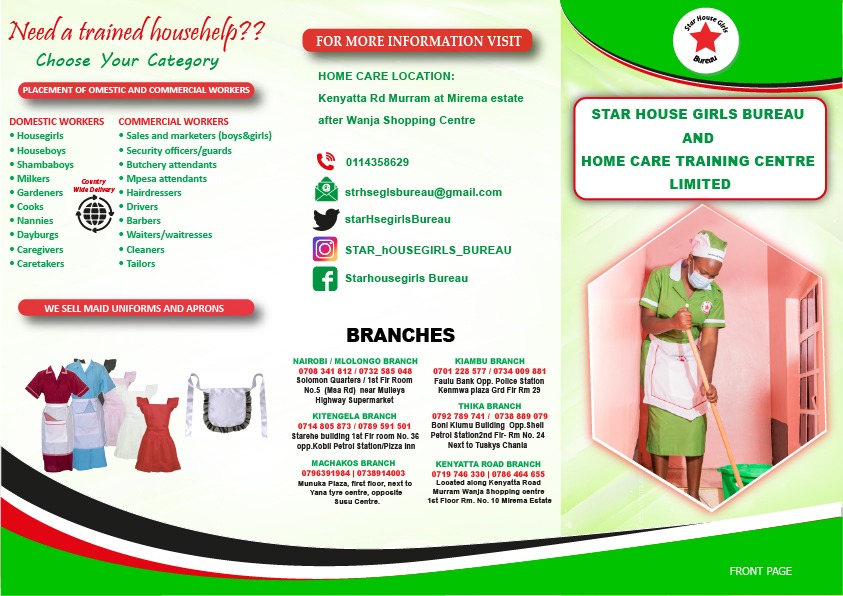 Need a trained househelp??
Choose Your Category
PLACEMENT OF OMESTIC AND COMMERCIAL WORKERS
DOMESTIC WORKERS
• Housegirls
• Houseboys
• Shambaboys
• Milkers
• Gardeners
• Cooks
• Nannies
• Dayburgs
• Caregivers
• Caretakers
Country
Wide Delivery
COMMERCIAL WORKERS
• Sales and marketers (boys&girls)
• Security officers/guards
• Butchery attendants
• Mpesa attendants
• Hairdressers
• Drivers
• Barbers
• Waiters/waitresses
• Cleaners
• Tailors
WE SELL MAID UNIFORMS AND APRONS
FOR MORE INFORMATION VISIT
HOME CARE LOCATION:
Kenyatta Rd Murram at Mirema estate
after Wanja Shopping Centre
0114358629
strhseglsbureau@gmail.com
starHsegirlsBureau
STAR_hOUSEGIRLS_BUREAU
Starhousegirls Bureau
BRANCHES
NAIROBI / MLOLONGO BRANCH
0708 341 812 / 0732 585 048
Solomon Quarters / 1st Flr Room
No.5 (Msa Rd) near Mulleys
Highway Supermarket
KITENGELA BRANCH
0714 805 873 / 0789 591 501
Starehe building 1st Flr room No. 36
opp.Kobil Petrol Station/Pizza Inn
MACHAKOS BRANCH
0796391984 | 0738914003
Munuka Plaza, first floor, next to
Yana tyre centre, opposite
Susu Centre.
KIAMBU BRANCH
0701 228 577 / 0734 009 881
Faulu Bank Opp. Police Station
Kenmwa plaza Grd Flr Rm 29
THIKA BRANCH
0792 789 741 / 0738 889 079
Boni Kiumu Building Opp.Shell
Petrol Station2nd Flr- Rm No. 24
Next to Tuskys Chania
KENYATTA ROAD BRANCH
0719 746 330 | 0786 464 655
Located along Kenyatta Road
Murram Wanja Shopping centre
1st Floor Rm. No. 10 Mirema Estate
Star House Girls
Bureau
STAR HOUSE GIRLS BUREAU
AND
HOME CARE TRAINING CENTRE
LIMITED
FRONT PAGE